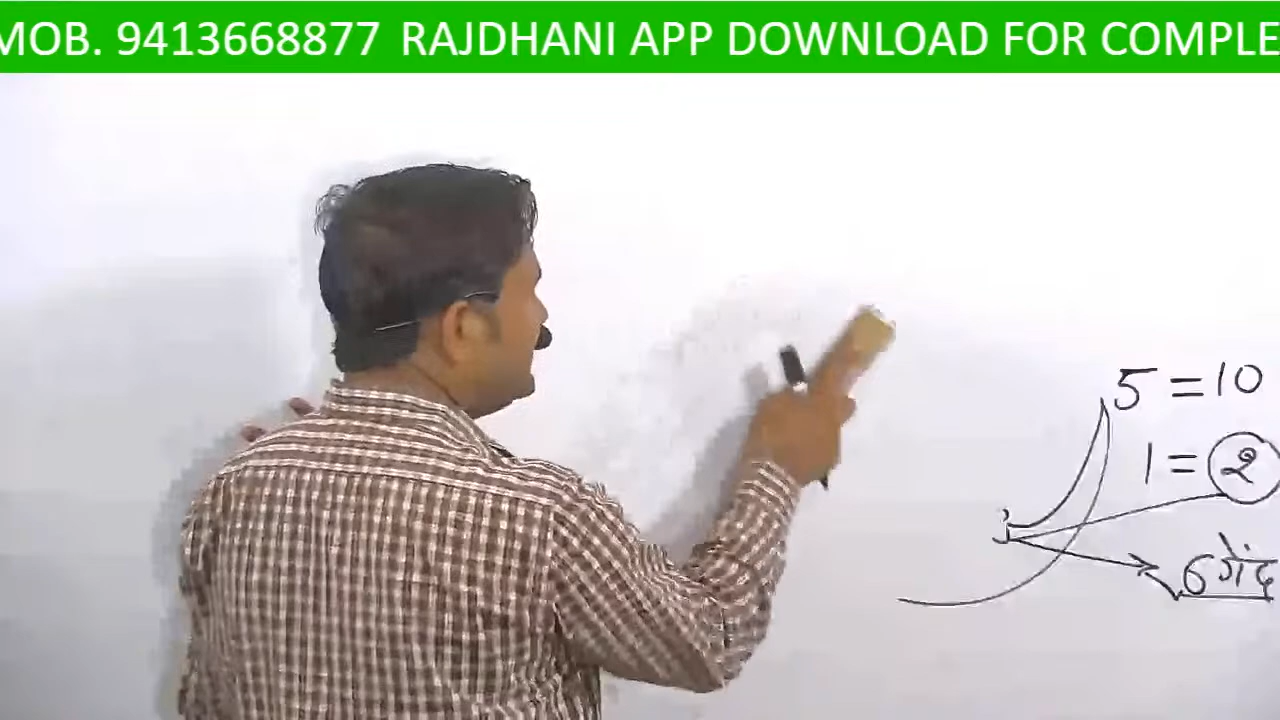 MOB. 9413668877 RAJDHANI APP DOWNLOAD FOR COMPLE
5 = 10
1 = 2
6 गेंद